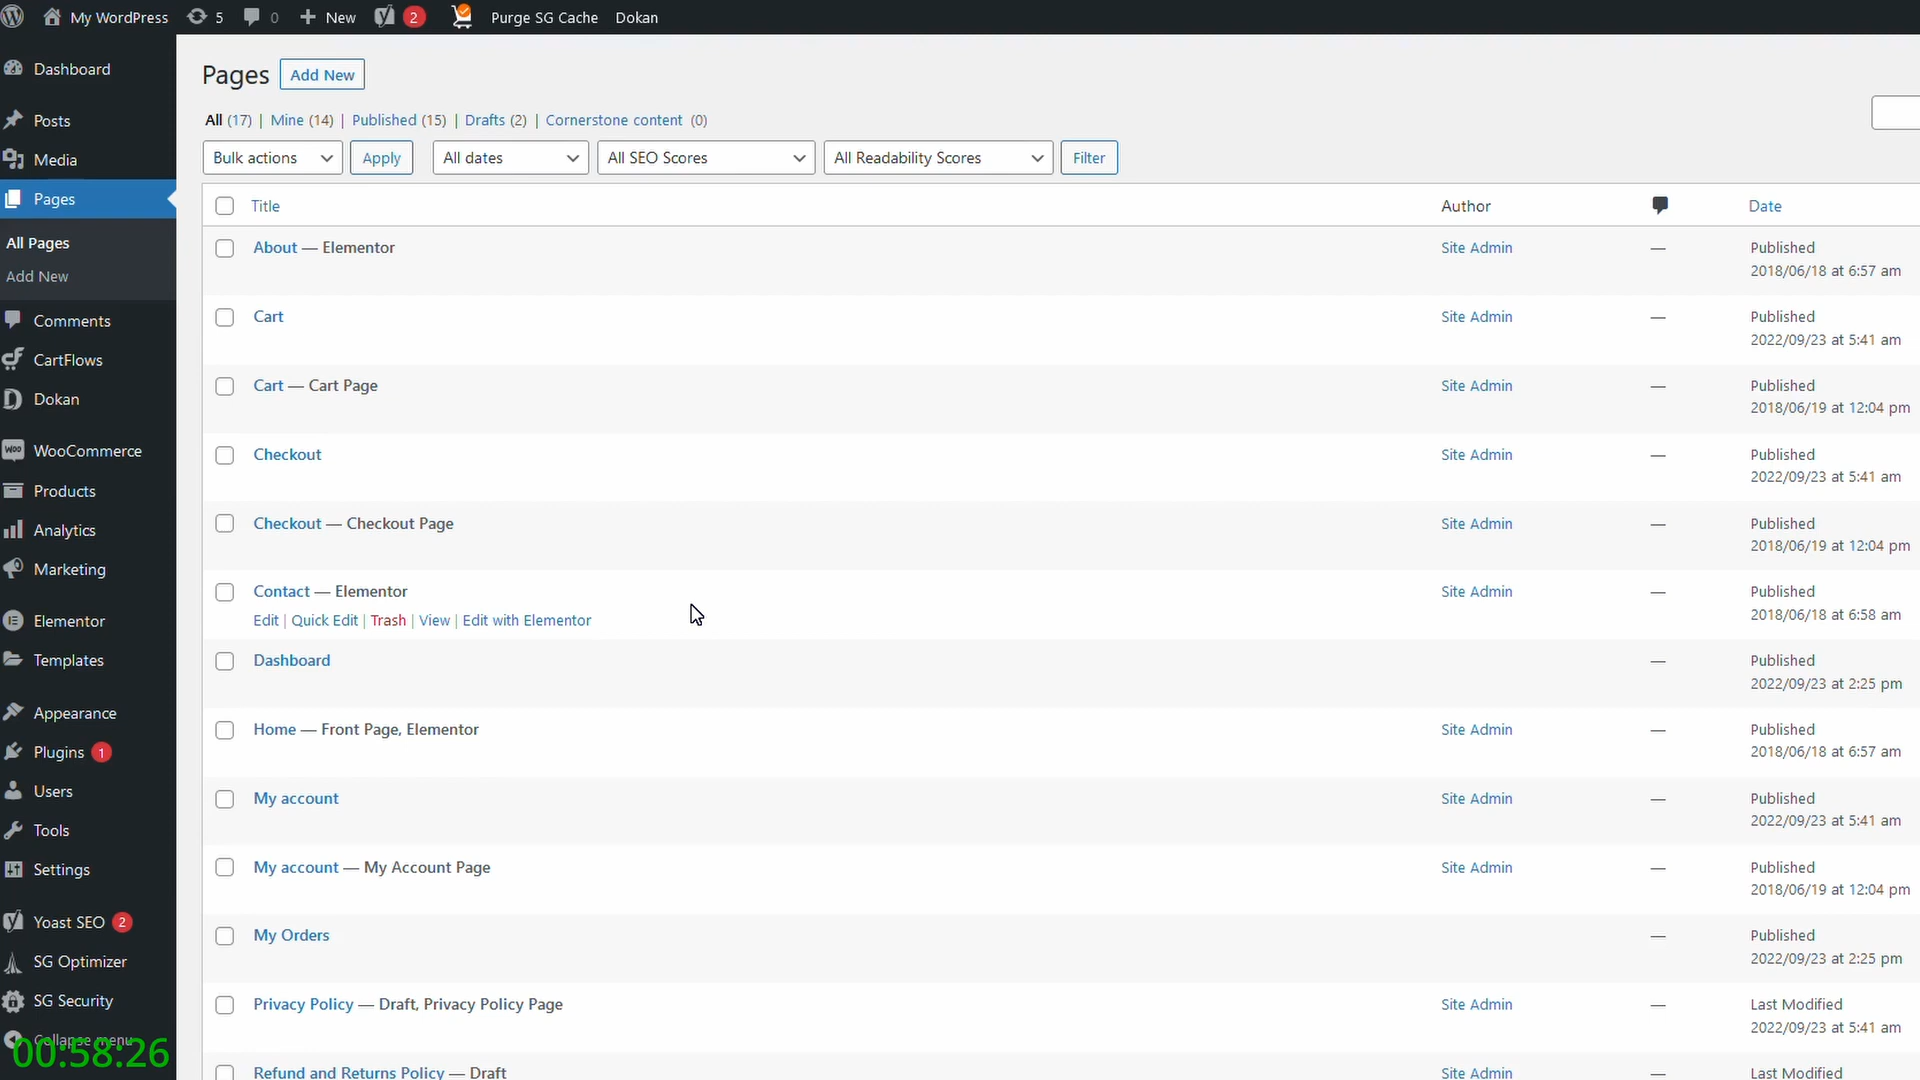 My WordPress 5 0 New 2 Purge SG Cache Dokan
Dashboard
Posts
Media
Pages
All Pages
Add New
Comments
CartFlows
Dokan
WooCommerce
Products
Analytics
Marketing
Elementor
Templates
Appearance
Plugins 1
Users
Tools
Settings
Yoast SEO 2
SG Optimizer
SG Security
Collapse menu
00:58:26
Pages Add New
All (17) | Mine (14) | Published (15) | Drafts (2) | Cornerstone content (0)
Bulk actions Apply All dates All SEO Scores All Readability Scores Filter
Title Author Date
About — Elementor Site Admin — Published
2018/06/18 at 6:57 am
Cart Site Admin — Published
2022/09/23 at 5:41 am
Cart — Cart Page Site Admin — Published
2018/06/19 at 12:04 pm
Checkout Site Admin — Published
2022/09/23 at 5:41 am
Checkout — Checkout Page Site Admin — Published
2018/06/19 at 12:04 pm
Contact — Elementor Site Admin — Published
Edit | Quick Edit | Trash | View | Edit with Elementor 2018/06/18 at 6:58 am
Dashboard — Published
2022/09/23 at 2:25 pm
Home — Front Page, Elementor Site Admin — Published
2018/06/18 at 6:57 am
My account Site Admin — Published
2022/09/23 at 5:41 am
My account — My Account Page Site Admin — Published
2018/06/19 at 12:04 pm
My Orders — Published
2022/09/23 at 2:25 pm
Privacy Policy — Draft, Privacy Policy Page Site Admin — Last Modified
2022/09/23 at 5:41 am
Refund and Returns Policy — Draft Site Admin — Last Modified